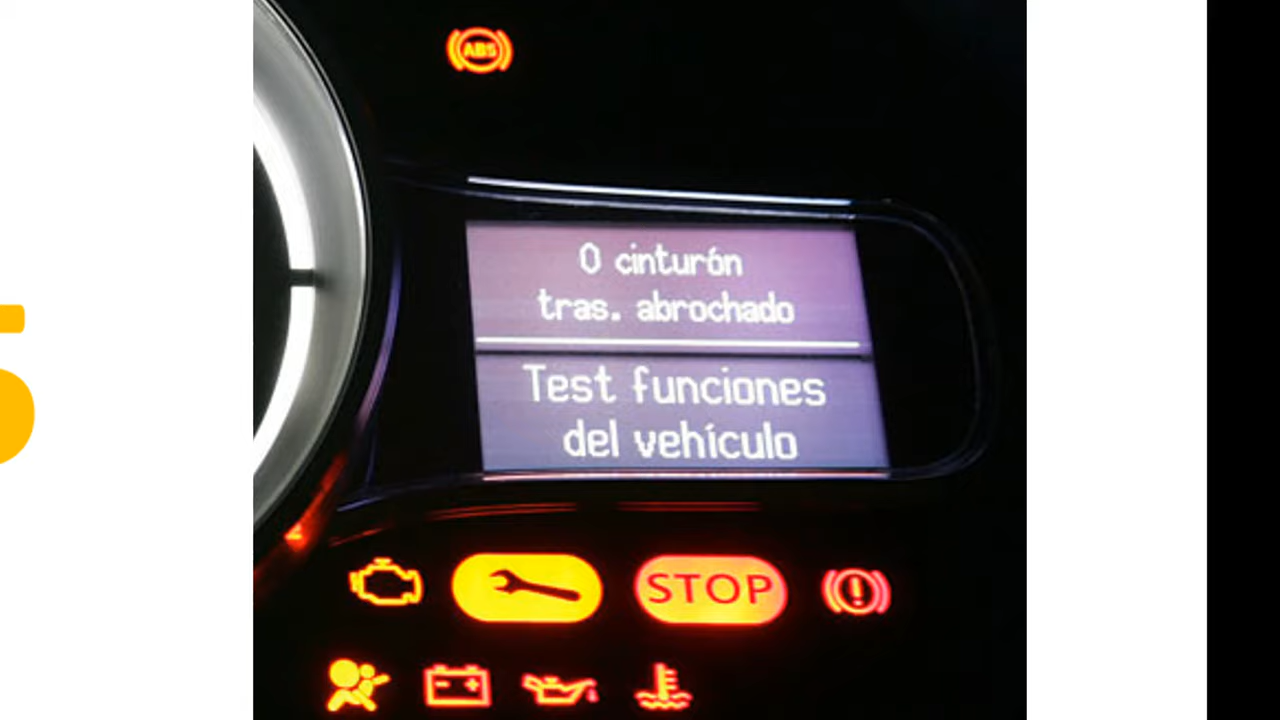 ABS
0 cinturón
tras. abrochado
Test funciones
del vehículo
STOP